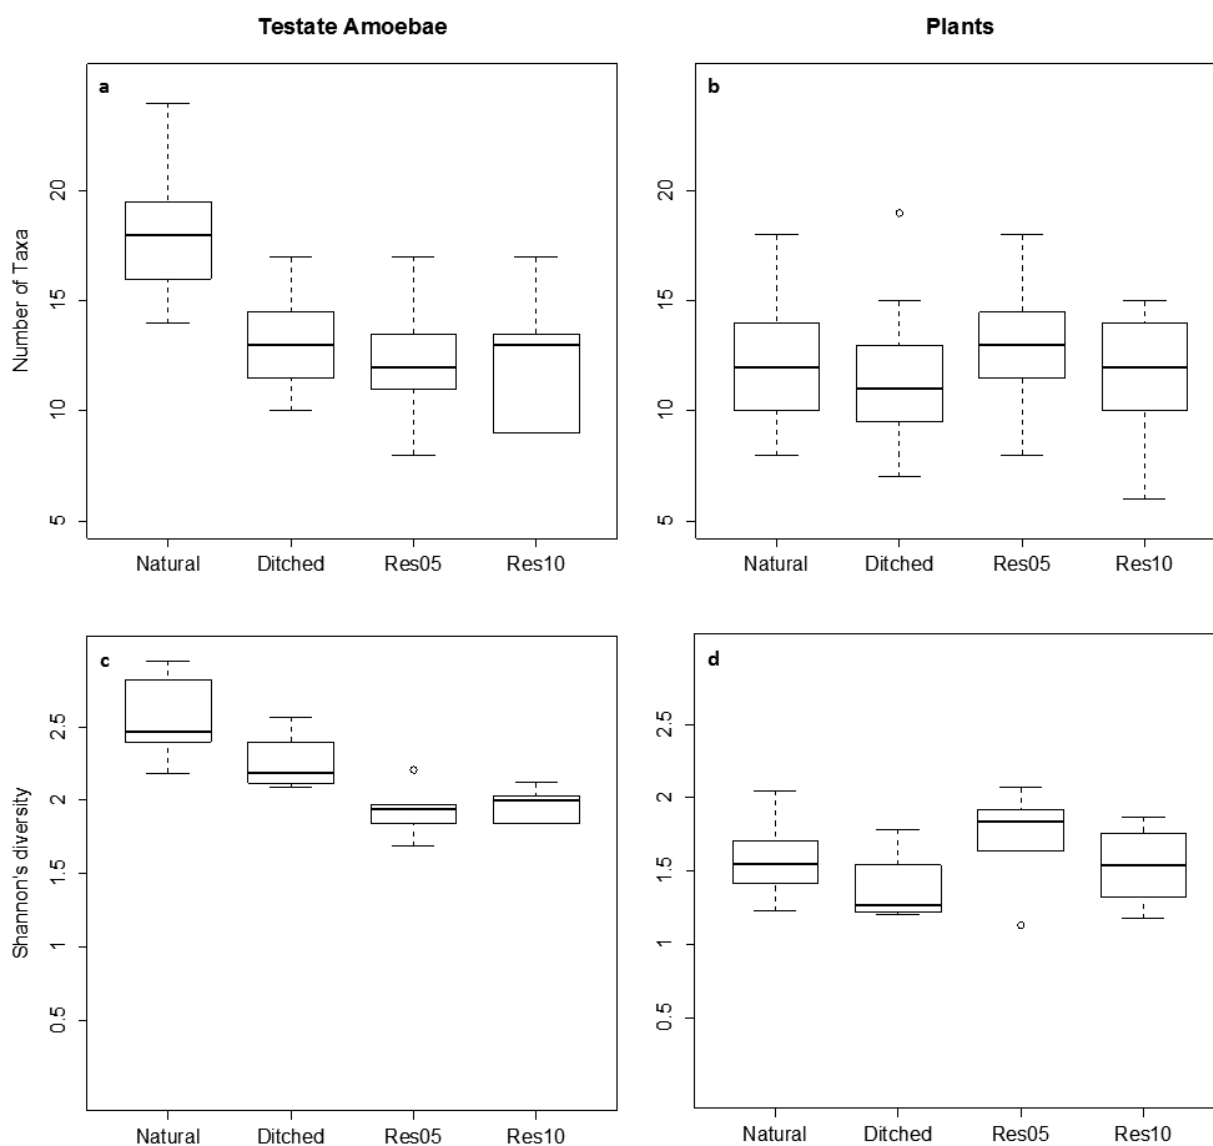 Testate Amoebae
Plants
a
b
Number of Taxa
20
15
10
5
20
15
10
5
Natural Ditched Res05 Res10
Natural Ditched Res05 Res10
c
d
Shannon's diversity
2.5
2
1.5
1
0.5
2.5
2
1.5
1
0.5
Natural Ditched Res05 Res10
Natural Ditched Res05 Res10